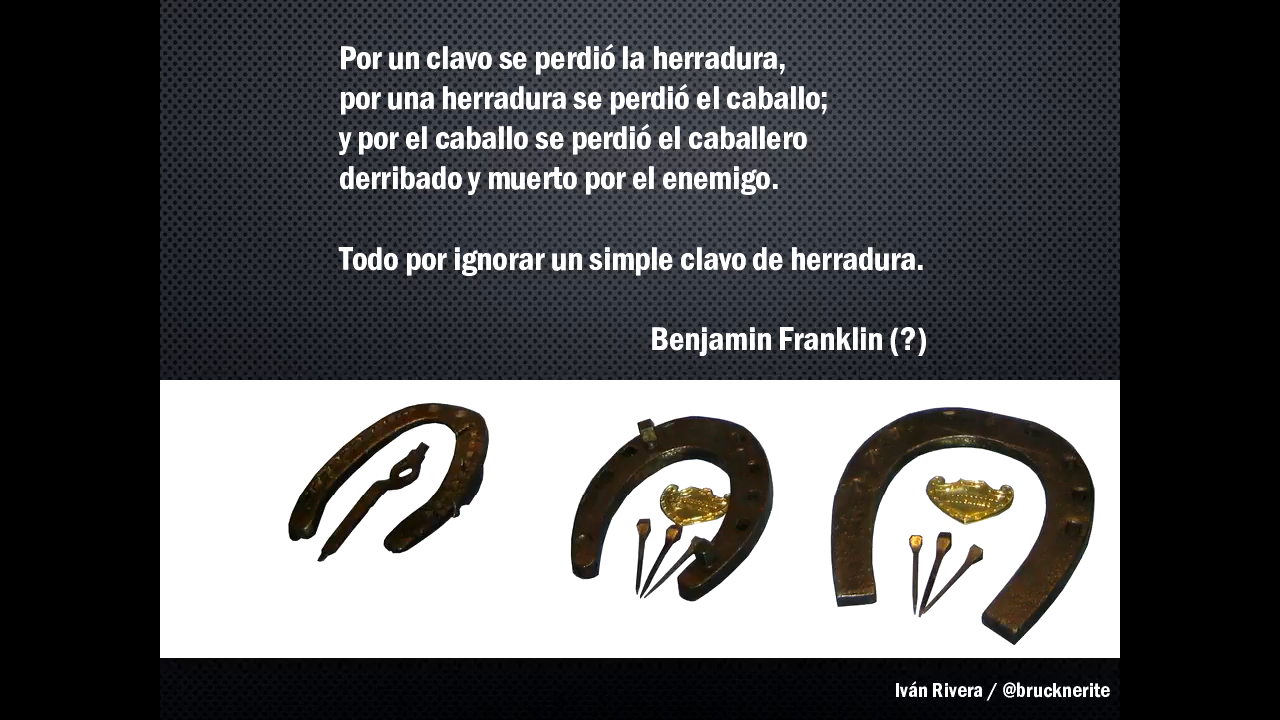 Por un clavo se perdió la herradura,
por una herradura se perdió el caballo;
y por el caballo se perdió el caballero
derribado y muerto por el enemigo.
Todo por ignorar un simple clavo de herradura.
Benjamin Franklin (?)
Iván Rivera / @brucknerite